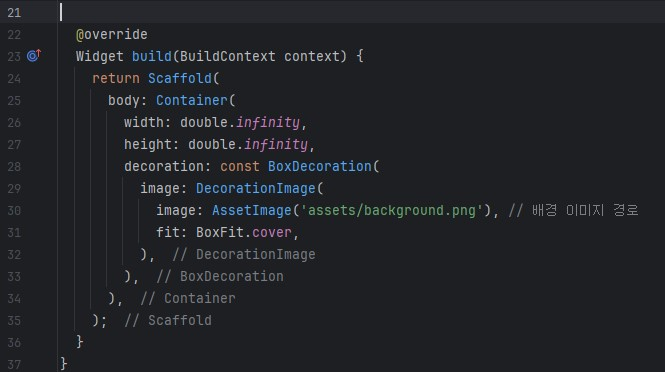 21
22 @override
23 Widget build(BuildContext context) {
24 return Scaffold(
25 body: Container(
26 width: double.infinity,
27 height: double.infinity,
28 decoration: const BoxDecoration(
29 image: DecorationImage(
30 image: AssetImage('assets/background.png'), // 배경 이미지 경로
31 fit: BoxFit.cover,
32 ), // DecorationImage
33 ), // BoxDecoration
34 ), // Container
35 ); // Scaffold
36 }
37 }